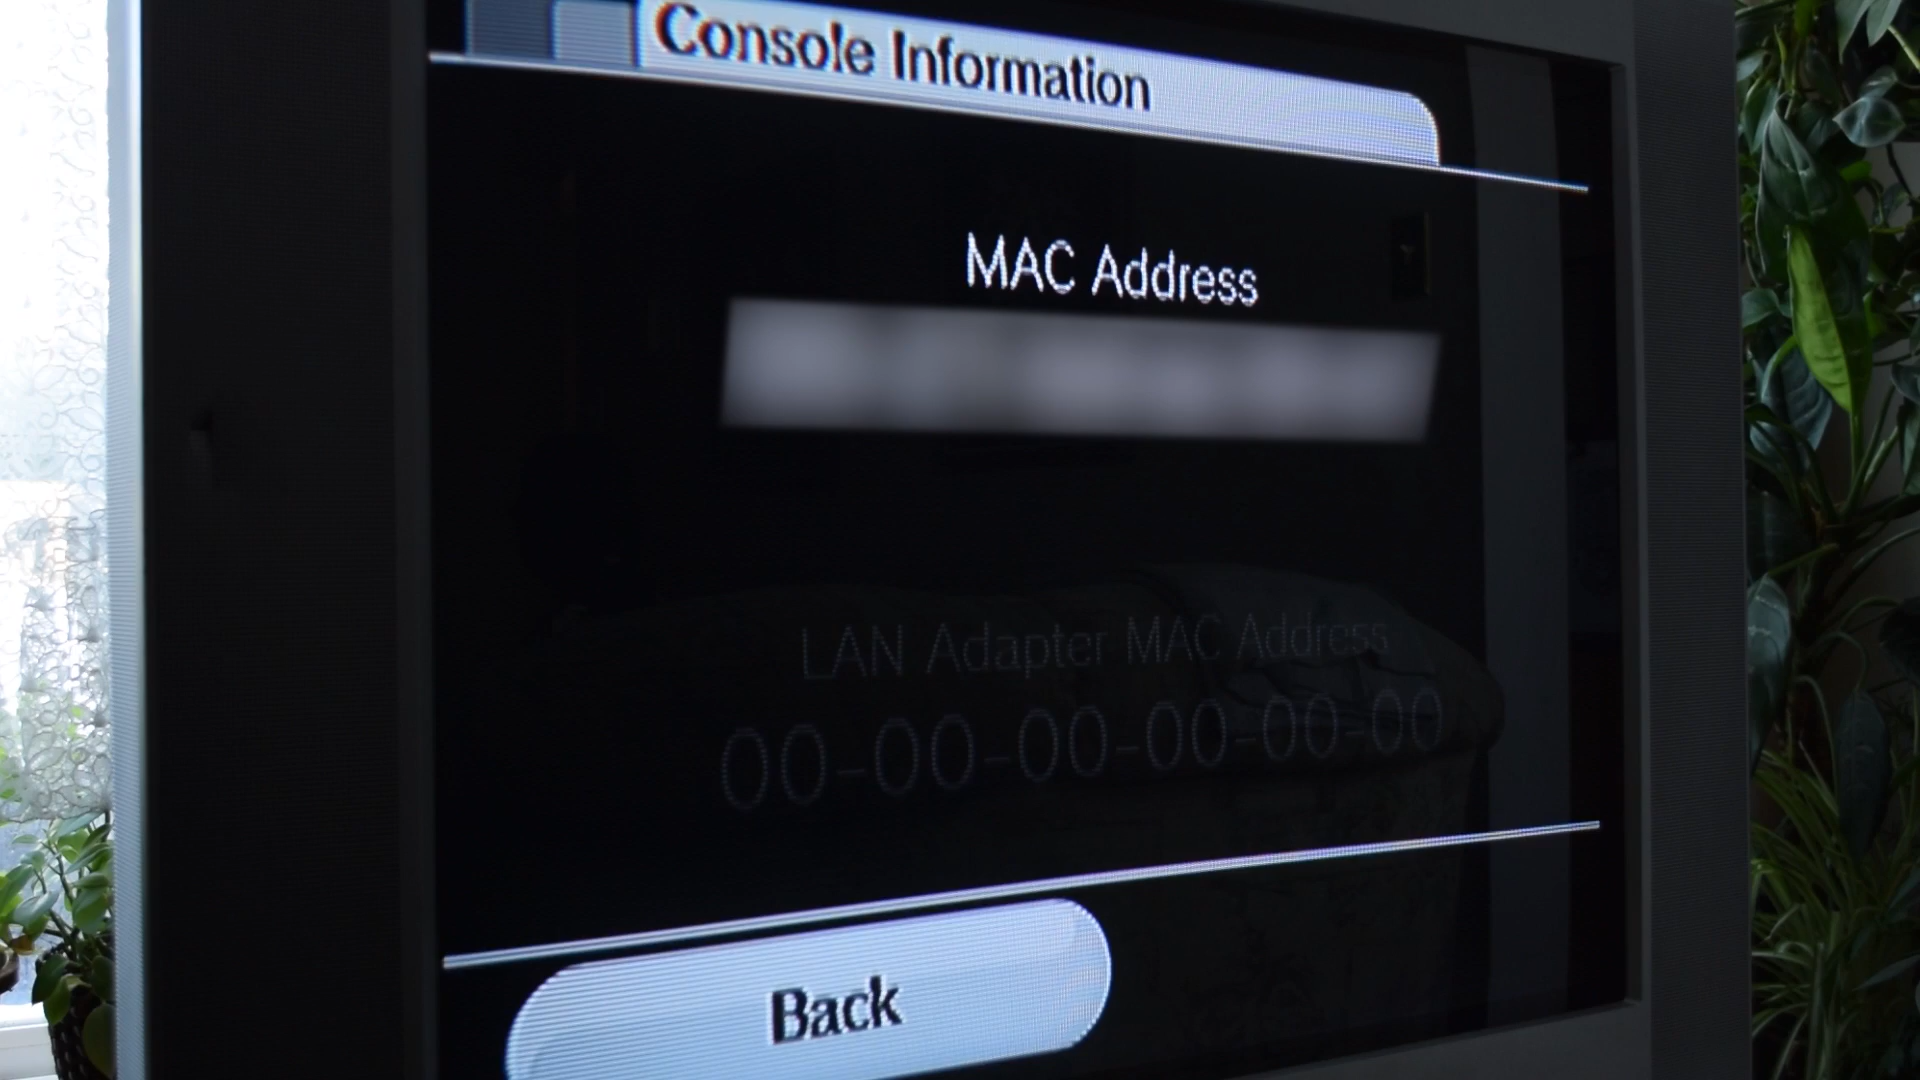 Console Information
MAC Address
LAN Adapter MAC Address
00-00-00-00-00-00
Back